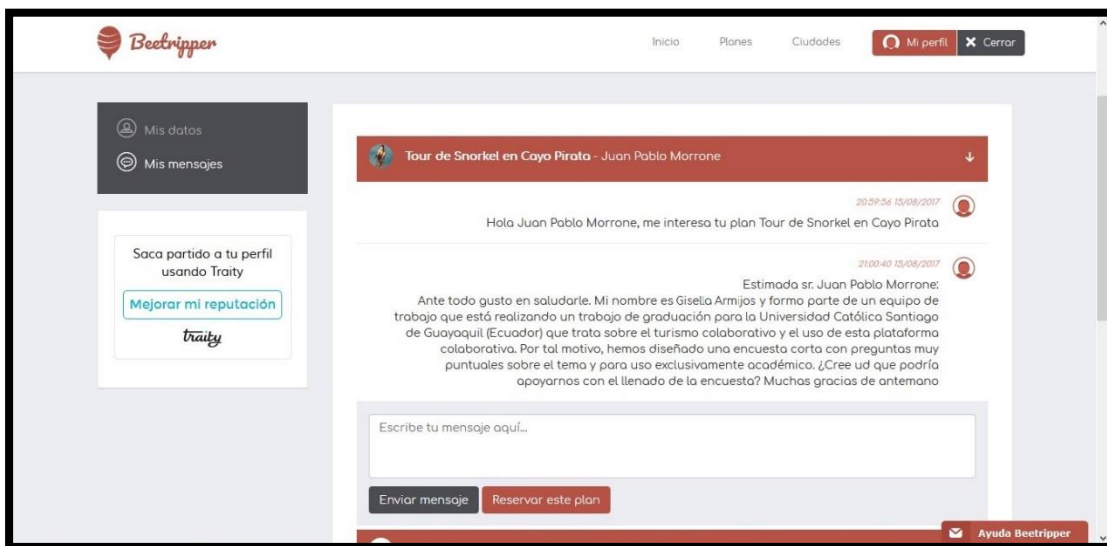 Beetripper
Inicio Planes Ciudades Mi perfil Cerrar
Mis datos
Mis mensajes
Saca partido a tu perfil
usando Traity
Mejorar mi reputación
traity
Tour de Snorkel en Cayo Pirata - Juan Pablo Morrone
20:59:56 15/08/2017
Hola Juan Pablo Morrone, me interesa tu plan Tour de Snorkel en Cayo Pirata
21:00:40 15/08/2017
Estimada sr. Juan Pablo Morrone:
Ante todo gusto en saludarle. Mi nombre es Gisella Armijos y formo parte de un equipo de
trabajo que está realizando un trabajo de graduación para la Universidad Católica Santiago
de Guayaquil (Ecuador) que trata sobre el turismo colaborativo y el uso de esta plataforma
colaborativa. Por tal motivo, hemos diseñado una encuesta corta con preguntas muy
puntuales sobre el tema y para uso exclusivamente académico. ¿Cree ud que podría
apoyarnos con el llenado de la encuesta? Muchas gracias de antemano
Escribe tu mensaje aquí...
Enviar mensaje Reservar este plan
Ayuda Beetripper